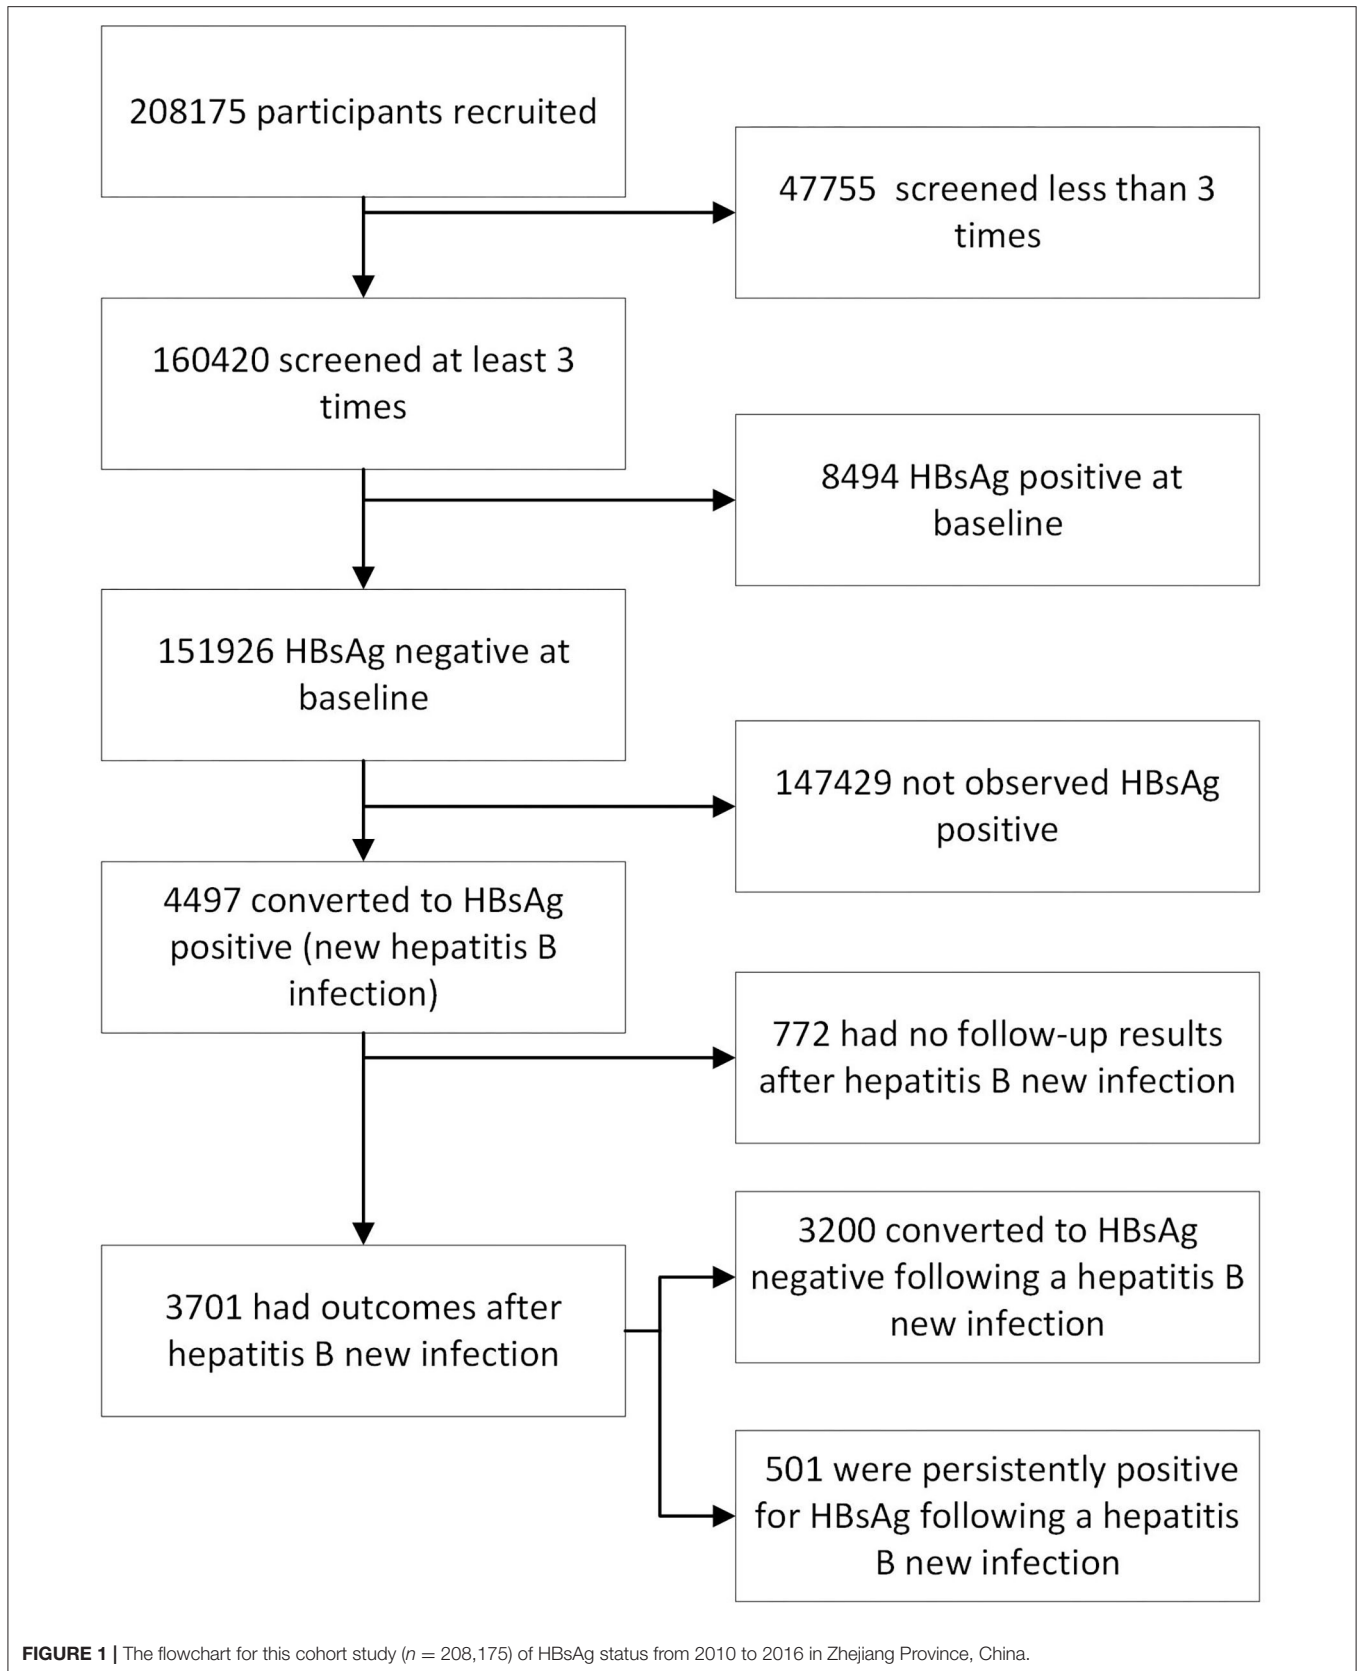 208175 participants recruited
47755 screened less than 3
times
160420 screened at least 3
times
8494 HBsAg positive at
baseline
151926 HBsAg negative at
baseline
147429 not observed HBsAg
positive
4497 converted to HBsAg
positive (new hepatitis B
infection)
772 had no follow-up results
after hepatitis B new infection
3701 had outcomes after
hepatitis B new infection
3200 converted to HBsAg
negative following a hepatitis B
new infection
501 were persistently positive
for HBsAg following a hepatitis
B new infection
FIGURE 1 | The flowchart for this cohort study (n = 208,175) of HBsAg status from 2010 to 2016 in Zhejiang Province, China.